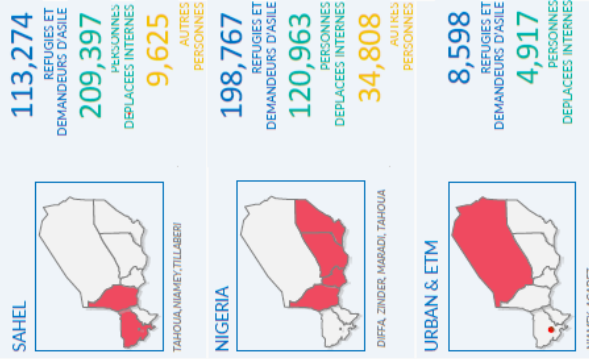 SAHEL
TAHOUA,NIAMEY,TILLABERI
113,274
REFUGIES ET
DEMANDEURS D'ASILE
209,397
PERSONNES
DEPLACEES INTERNES
9,625
AUTRES
PERSONNES
NIGERIA
DIFFA, ZINDER, MARADI, TAHOUA
198,767
REFUGIES ET
DEMANDEURS D'ASILE
120,963
PERSONNES
DEPLACEES INTERNES
34,808
AUTRES
PERSONNES
URBAN & ETM
8,598
REFUGIES ET
DEMANDEURS D'ASILE
4,917
PERSONNES
DEPLACEES INTERNES